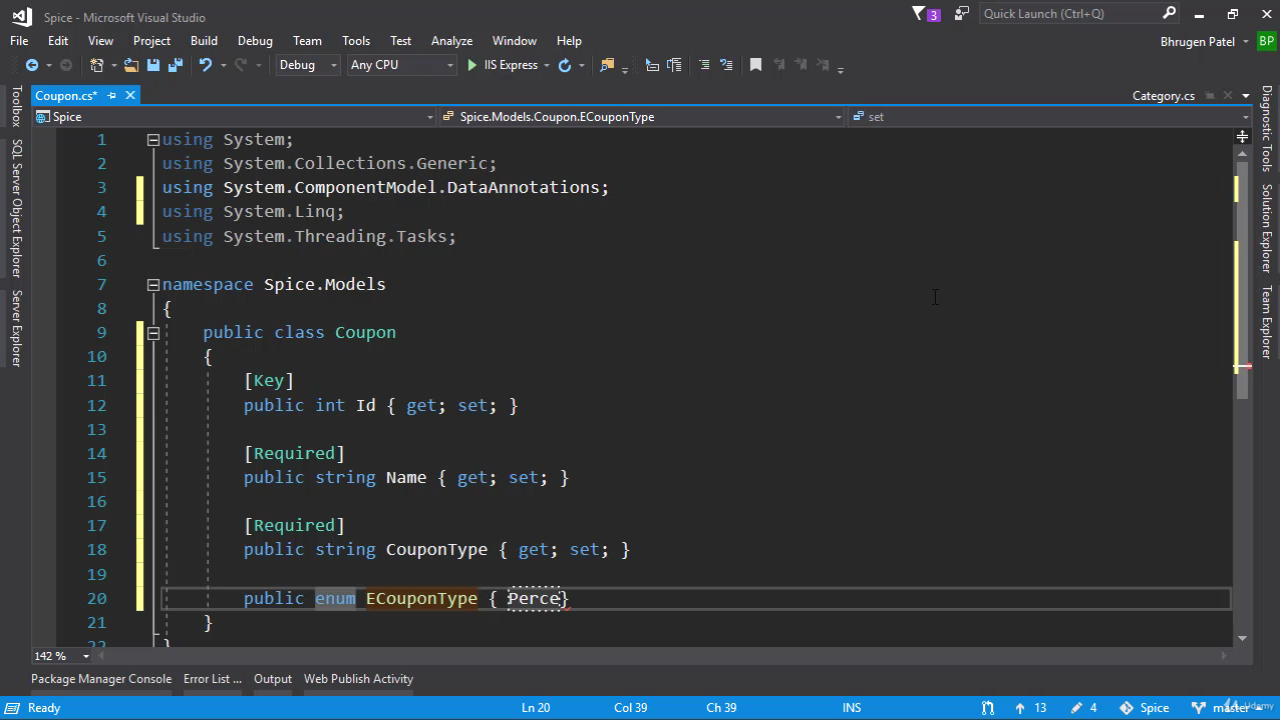 Spice - Microsoft Visual Studio
3
Quick Launch (Ctrl+Q)
File Edit View Project Build Debug Team Tools Test Analyze Window Help
Bhrugen Patel BP
Debug Any CPU IIS Express
Coupon.cs* Category.cs
Spice Spice.Models.Coupon.ECouponType set
1 using System;
2 using System.Collections.Generic;
3 using System.ComponentModel.DataAnnotations;
4 using System.Linq;
5 using System.Threading.Tasks;
6
7 namespace Spice.Models
8 {
9 public class Coupon
10 {
11 [Key]
12 public int Id { get; set; }
13
14 [Required]
15 public string Name { get; set; }
16
17 [Required]
18 public string CouponType { get; set; }
19
20 public enum ECouponType { Perce}
21 }
22 }
Toolbox
SQL Server Object Explorer
Server Explorer
Diagnostic Tools
Solution Explorer
Team Explorer
142 %
Package Manager Console Error List ... Output Web Publish Activity
Ready Ln 20 Col 39 Ch 39 INS 13 4 Spice master
Udemy